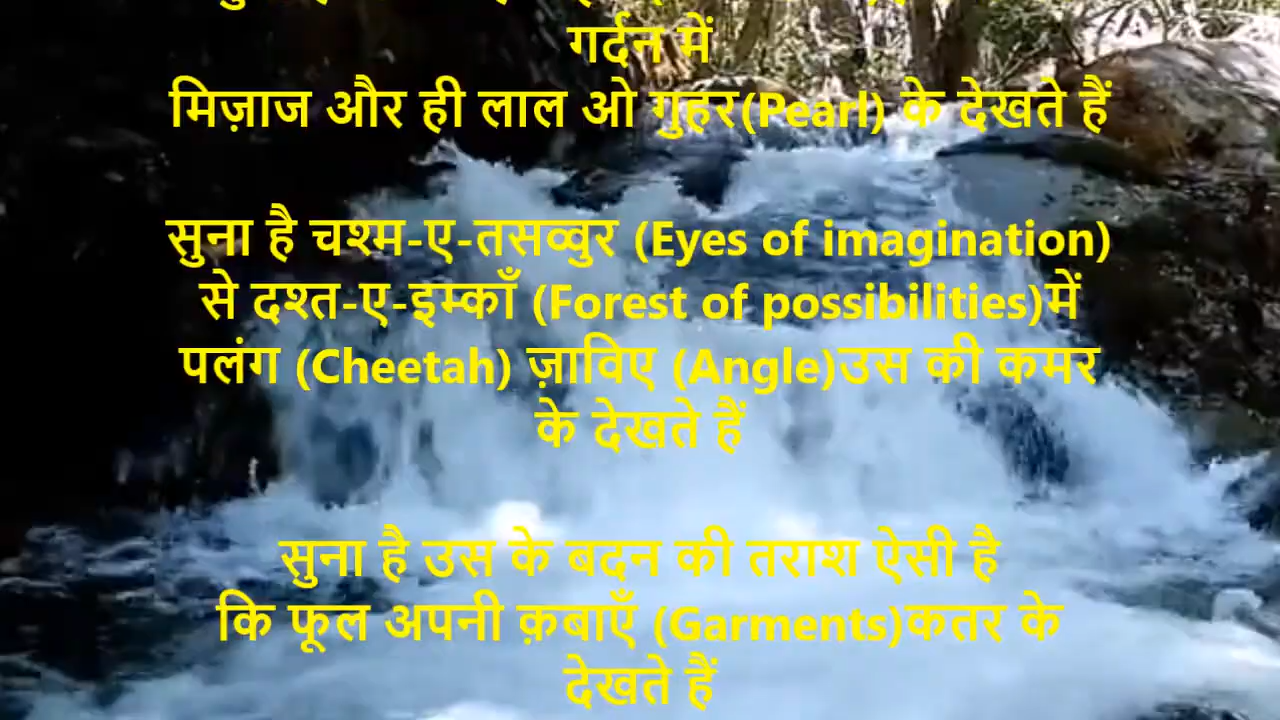 गर्दन में
मिज़ाज और ही लाल ओ गुहर(Pearl) के देखते हैं
सुना है चश्म-ए-तसव्वुर (Eyes of imagination)
से दश्त-ए-इम्काँ (Forest of possibilities)में
पलंग (Cheetah) ज़ाविए (Angle)उस की कमर
के देखते हैं
सुना है उस के बदन की तराश ऐसी है
कि फूल अपनी क़बाएँ (Garments)कतर के
देखते हैं